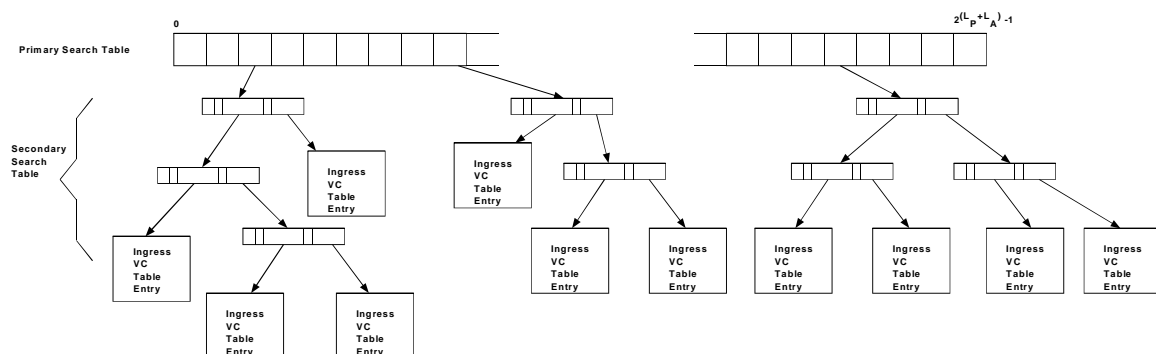 0
2(LP+LA) -1
Primary Search Table
Secondary
Search
Table
Ingress
VC
Table
Entry
Ingress
VC
Table
Entry
Ingress
VC
Table
Entry
Ingress
VC
Table
Entry
Ingress
VC
Table
Entry
Ingress
VC
Table
Entry
Ingress
VC
Table
Entry
Ingress
VC
Table
Entry
Ingress
VC
Table
Entry
Ingress
VC
Table
Entry
Ingress
VC
Table
Entry